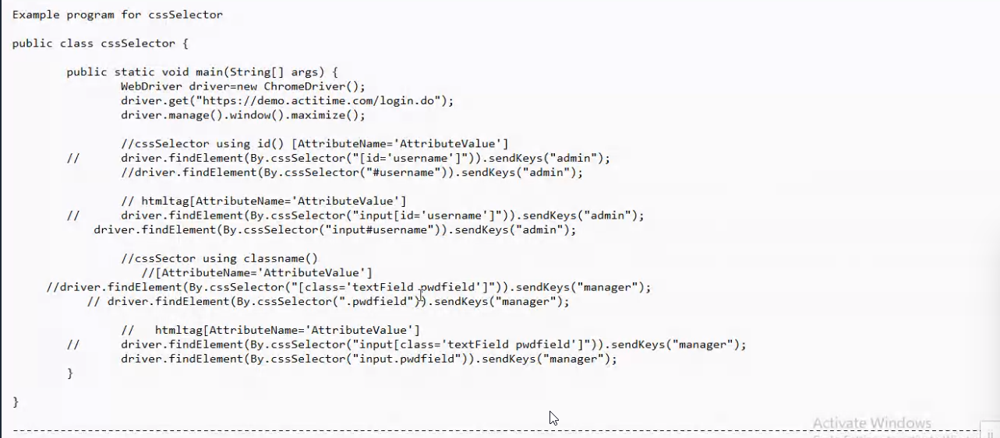 Example program for cssSelector
public class cssSelector {
public static void main(String[] args) {
WebDriver driver=new ChromeDriver();
driver.get("https://demo.actitime.com/login.do");
driver.manage().window().maximize();
//cssSelector using id() [AttributeName='AttributeValue']
// driver.findElement(By.cssSelector("[id='username']")).sendKeys("admin");
//driver.findElement(By.cssSelector("#username")).sendKeys("admin");
// htmltag[AttributeName='AttributeValue']
// driver.findElement(By.cssSelector("input[id='username']")).sendKeys("admin");
driver.findElement(By.cssSelector("input#username")).sendKeys("admin");
//cssSector using classname()
//[AttributeName='AttributeValue']
//driver.findElement(By.cssSelector("[class='textField pwdfield']")).sendKeys("manager");
// driver.findElement(By.cssSelector(".pwdfield")).sendKeys("manager");
// htmltag[AttributeName='AttributeValue']
// driver.findElement(By.cssSelector("input[class='textField pwdfield']")).sendKeys("manager");
driver.findElement(By.cssSelector("input.pwdfield")).sendKeys("manager");
}
}
Activate Windows